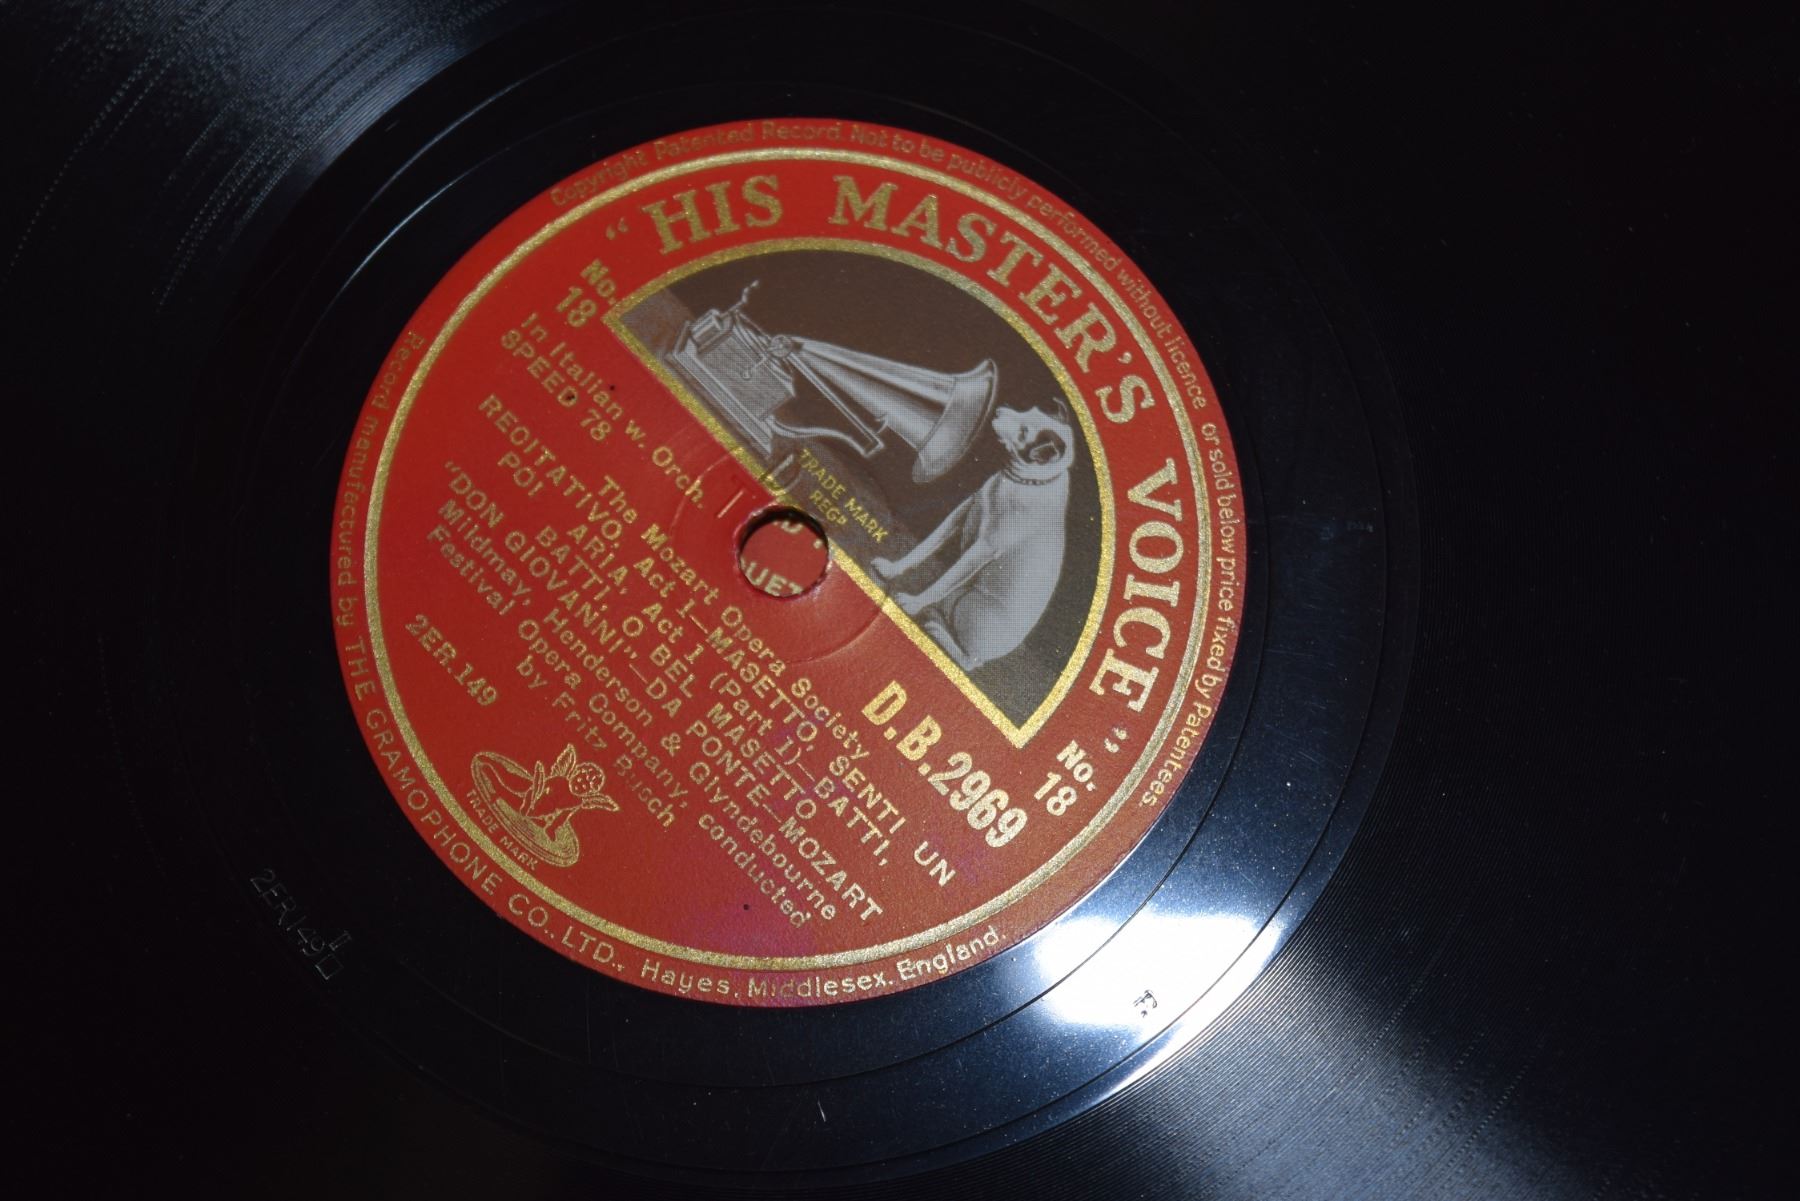 Copyright Patented Record. Not to be publicly performed without licence or sold below price fixed by Patentees
"HIS MASTER'S VOICE"
No. 18
No. 18
TRADE MARK
REGD
In Italian w. Orch.
SPEED 78
D.B.2969
The Mozart Opera Society
RECITATIVO, Act 1—MASETTO, SENTI UN
POI ARIA, Act 1 (Part 1)—BATTI,
BATTI, O BEL MASETTO
"DON GIOVANNI"—DA PONTE—MOZART
Mildmay, Henderson & Glyndebourne
Festival Opera Company, conducted
by Fritz Busch
2ER.149
TRADE MARK
Record manufactured by THE GRAMOPHONE CO., LTD., Hayes, Middlesex, England.
2ER149